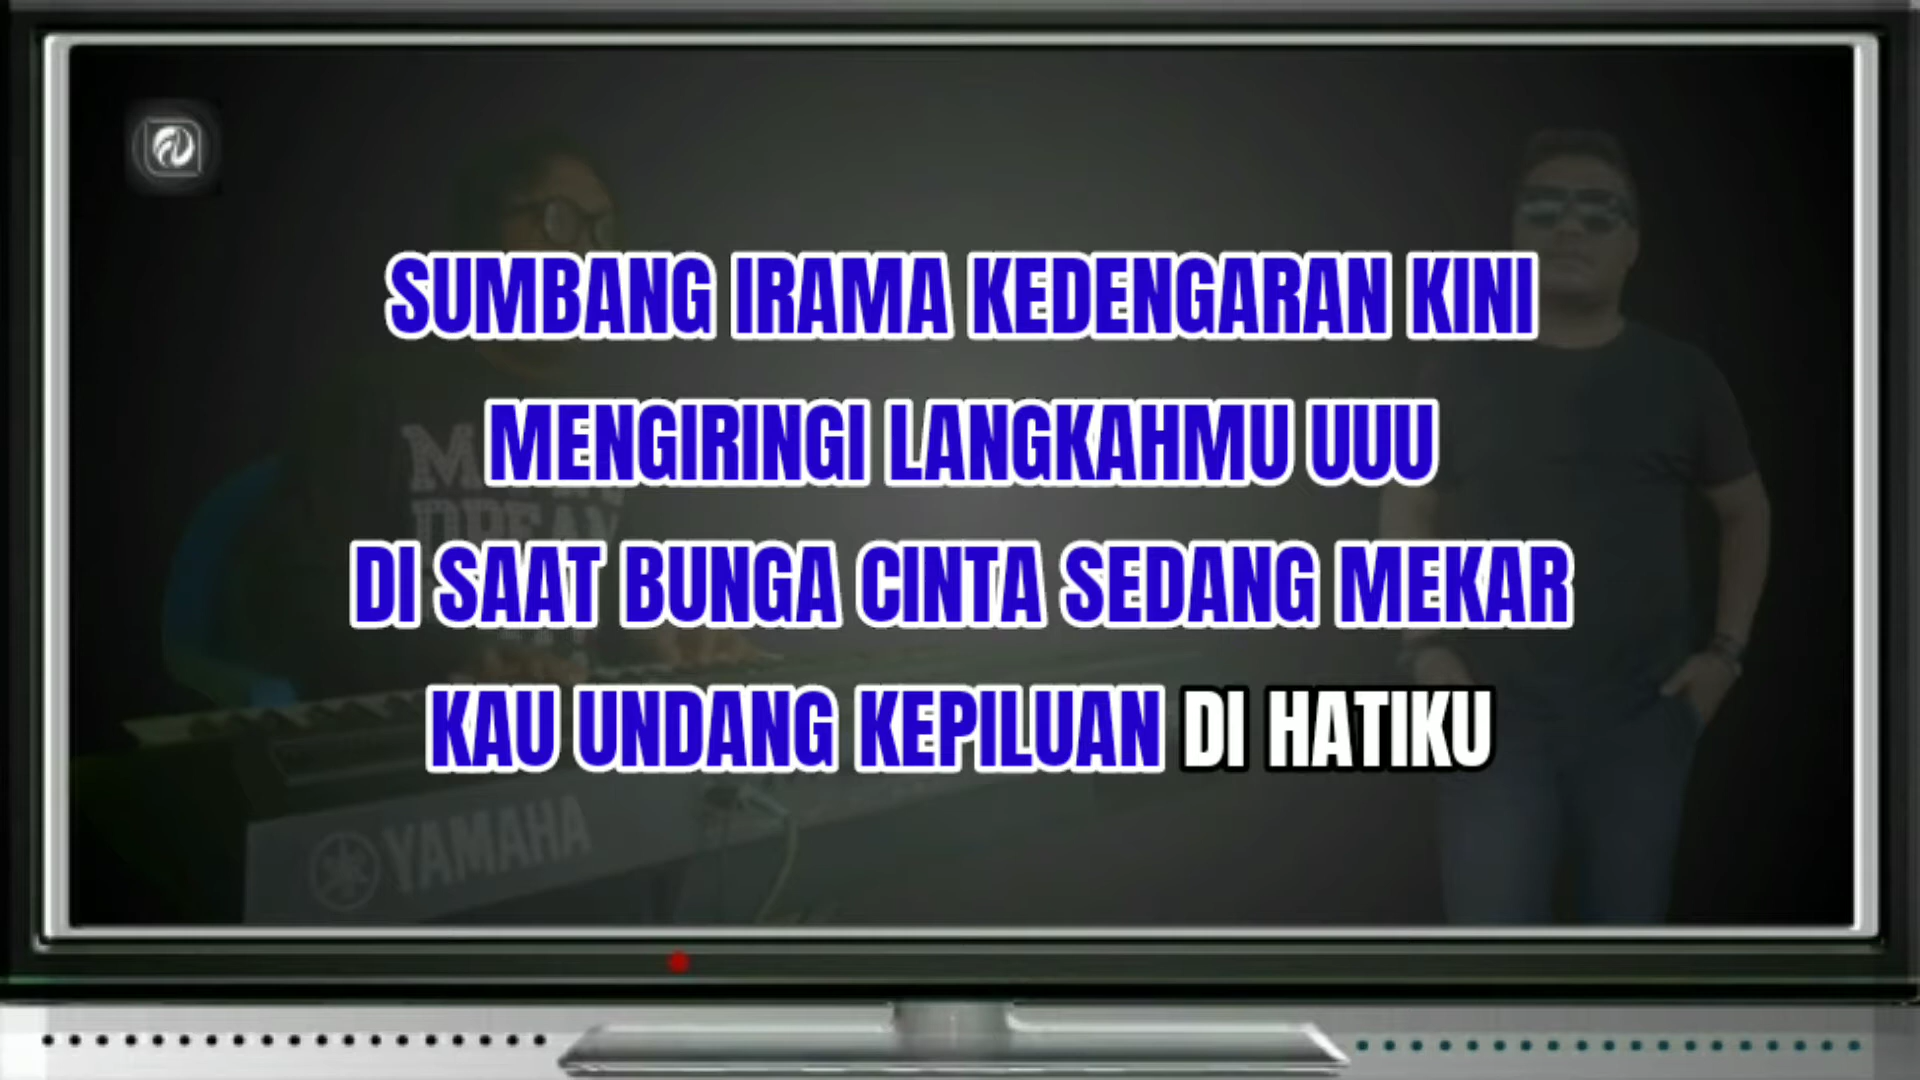 SUMBANG IRAMA KEDENGARAN KINI
MENGIRINGI LANGKAHMU UUU
DI SAAT BUNGA CINTA SEDANG MEKAR
KAU UNDANG KEPILUAN DI HATIKU
YAMAHA